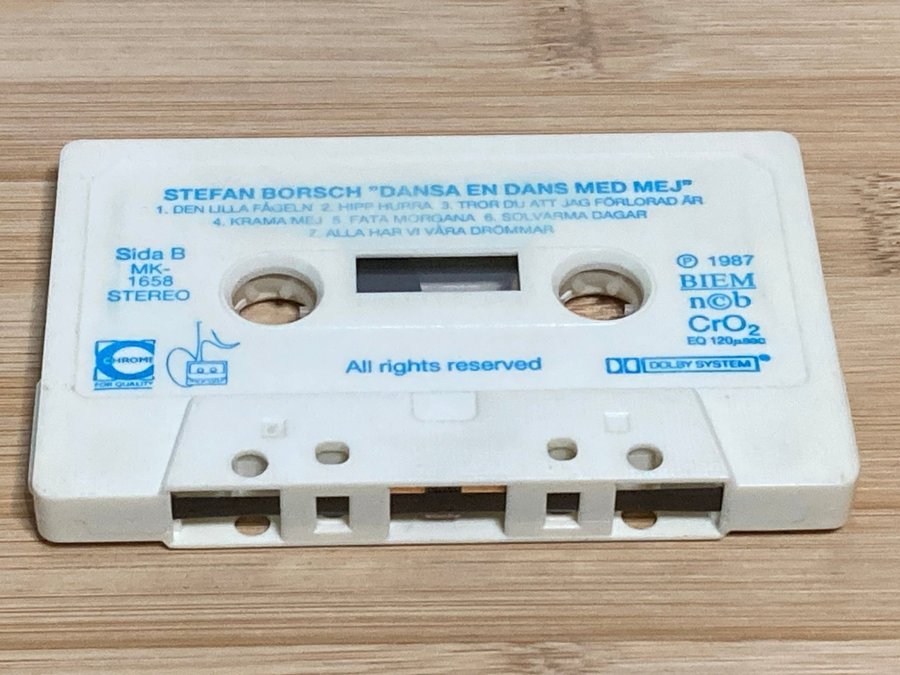 STEFAN BORSCH "DANSA EN DANS MED MEJ"
1. DEN LILLA FÅGELN 2. HIPP HURRA 3. TROR DU ATT JAG FÖRLORAD ÄR
4. KRAMA MEJ 5. FATA MORGANA 6. SOLVARMA DAGAR
7. ALLA HAR VI VÅRA DRÖMMAR
Sida B
MK-
1658
STEREO
Ⓟ 1987
BIEM
n©b
CrO₂
EQ 120µsec
CHROME
FOR QUALITY
All rights reserved
DOLBY SYSTEM